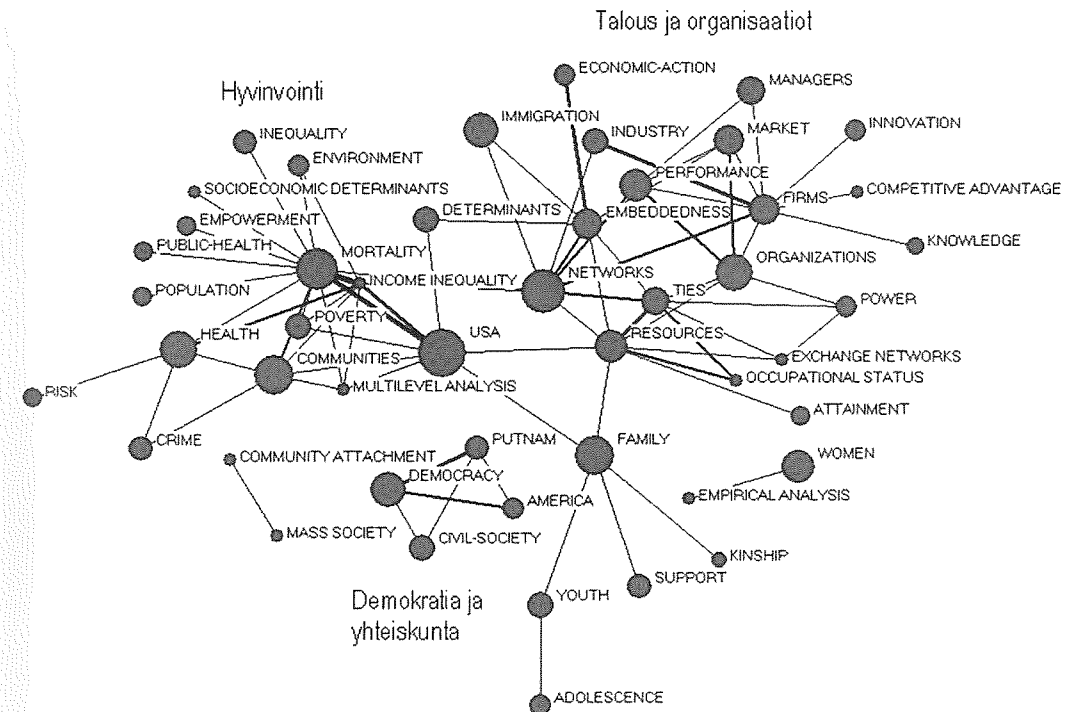 Talous ja organisaatiot
ECONOMIC-ACTION
MANAGERS
Hyvinvointi
IMMIGRATION
INDUSTRY
MARKET
INNOVATION
INEQUALITY
ENVIRONMENT
PERFORMANCE
SOCIOECONOMIC DETERMINANTS
FIRMS
COMPETITIVE ADVANTAGE
EMPOWERMENT
DETERMINANTS
EMBEDDEDNESS
PUBLIC-HEALTH
MORTALITY
KNOWLEDGE
ORGANIZATIONS
INCOME INEQUALITY
NETWORKS
POPULATION
TIES
POWER
POVERTY
HEALTH
USA
RESOURCES
COMMUNITIES
EXCHANGE NETWORKS
MULTILEVEL ANALYSIS
OCCUPATIONAL STATUS
RISK
ATTAINMENT
CRIME
PUTNAM
FAMILY
COMMUNITY ATTACHMENT
WOMEN
DEMOCRACY
EMPIRICAL ANALYSIS
AMERICA
MASS SOCIETY
CIVIL-SOCIETY
KINSHIP
SUPPORT
YOUTH
Demokratia ja
yhteiskunta
ADOLESCENCE